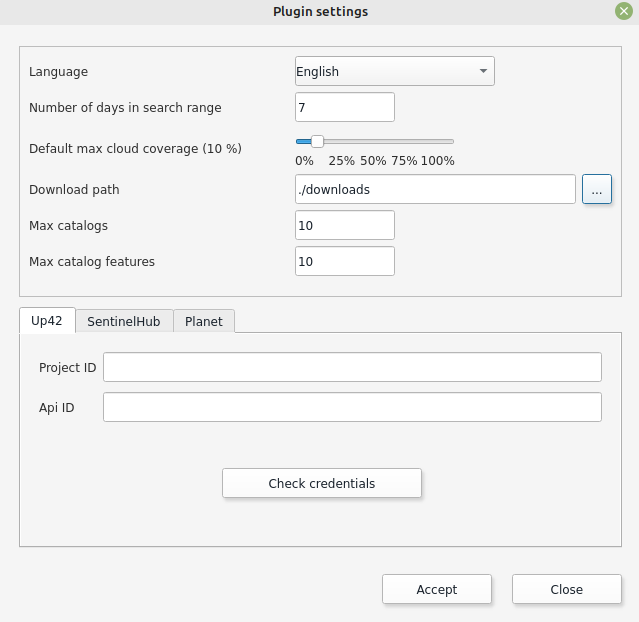 Plugin settings
Language English
Number of days in search range 7
Default max cloud coverage (10 %)
0% 25% 50% 75% 100%
Download path ./downloads ...
Max catalogs 10
Max catalog features 10
Up42 SentinelHub Planet
Project ID
Api ID
Check credentials
Accept Close